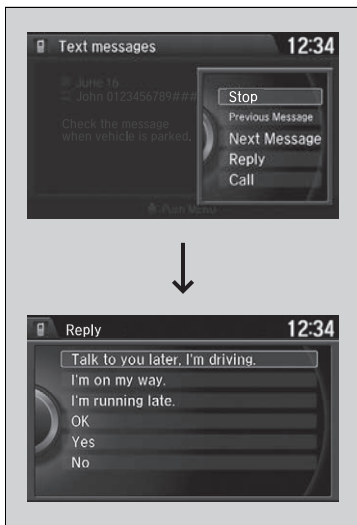 Text messages
12:34
June 16
John 0123456789###
Check the message
when vehicle is parked.
Stop
Previous Message
Next Message
Reply
Call
Push Menu
Reply
12:34
Talk to you later, I'm driving.
I'm on my way.
I'm running late.
OK
Yes
No